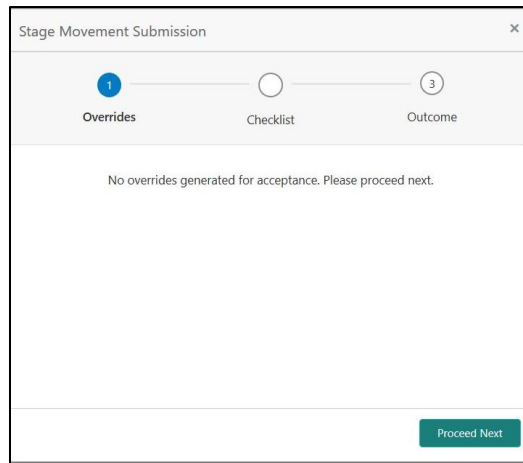 Stage Movement Submission ×
1
3
Overrides
Checklist
Outcome
No overrides generated for acceptance. Please proceed next.
Proceed Next